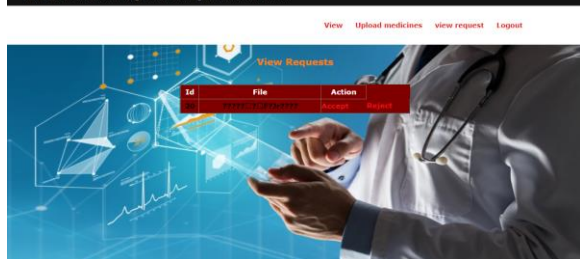 View Upload medicines view request Logout
View Requests
Id File Action
Accept Reject